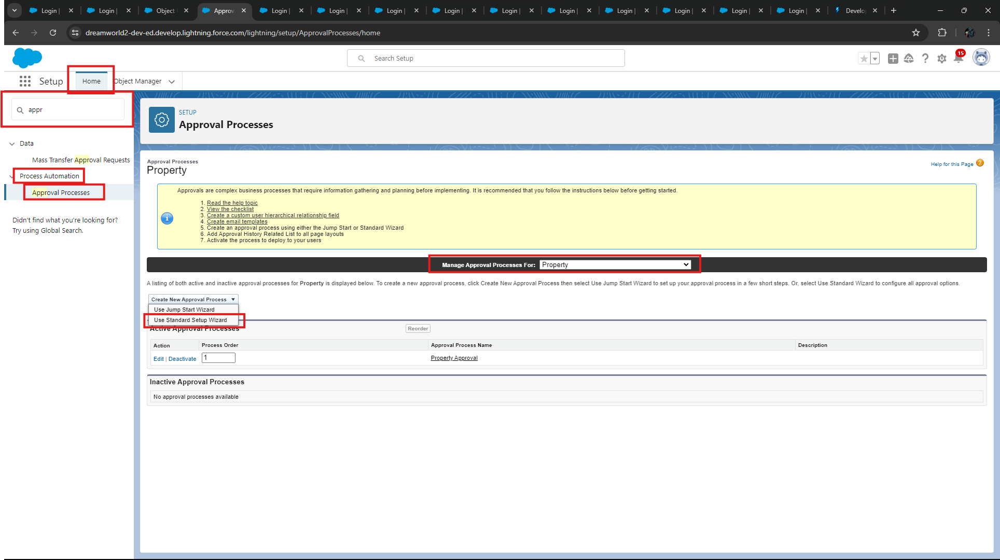 Login |
Login |
Object
Approv
Login |
Login |
Login |
Login |
Login |
Login |
Login |
Login |
Login |
Login |
Develo
dreamworld2-dev-ed.develop.lightning.force.com/lightning/setup/ApprovalProcesses/home
Search Setup
15
Setup
Home
Object Manager
appr
Data
Mass Transfer Approval Requests
Process Automation
Approval Processes
Didn't find what you're looking for?
Try using Global Search.
SETUP
Approval Processes
Approval Processes
Property
Help for this Page
Approvals are complex business processes that require information gathering and planning before implementing. It is recommended that you follow the instructions below before getting started.
1. Read the help topic
2. View the checklist
3. Create a custom user hierarchical relationship field
4. Create email templates
5. Create an approval process using either the Jump Start or Standard Wizard
6. Add Approval History Related List to all page layouts
7. Activate the process to deploy to your users
Manage Approval Processes For: Property
A listing of both active and inactive approval processes for Property is displayed below. To create a new approval process, click Create New Approval Process then select Use Jump Start Wizard to set up your approval process in a few short steps. Or, select Use Standard Wizard to configure all approval options.
Create New Approval Process
Use Jump Start Wizard
Use Standard Setup Wizard
Active Approval Processes
Reorder
Action Process Order Approval Process Name Description
Edit | Deactivate 1 Property Approval
Inactive Approval Processes
No approval processes available